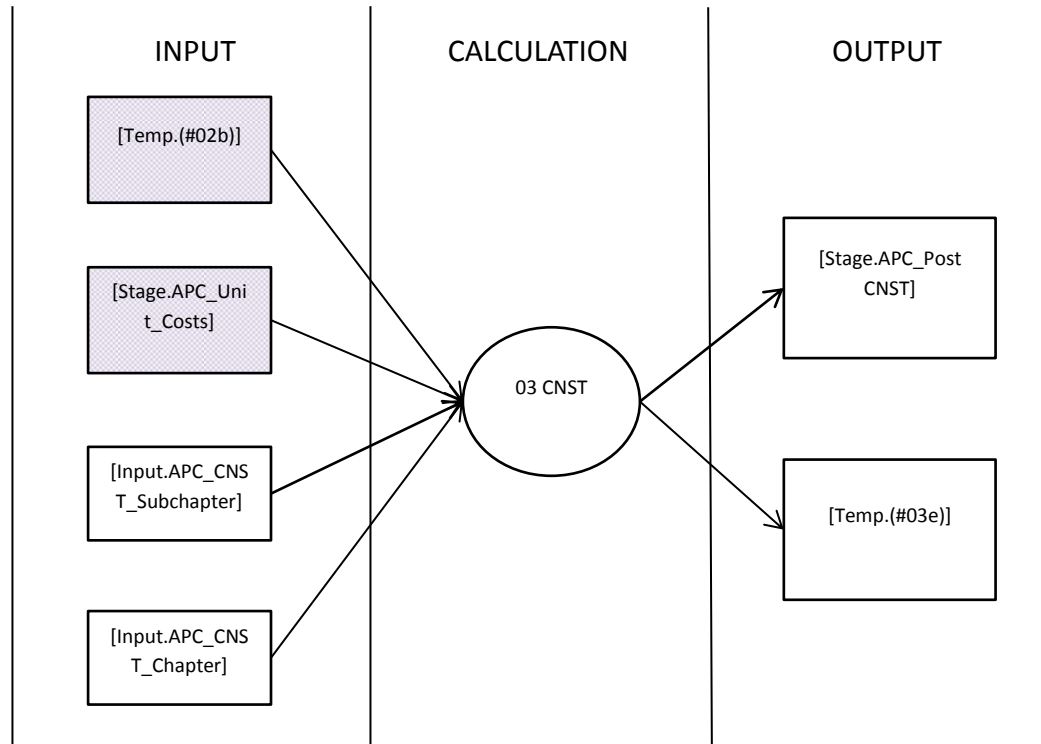 INPUT
CALCULATION
OUTPUT
[Temp.(#02b)]
[Stage.APC_Uni
t_Costs]
[Input.APC_CNS
T_Subchapter]
[Input.APC_CNS
T_Chapter]
03 CNST
[Stage.APC_Post
CNST]
[Temp.(#03e)]